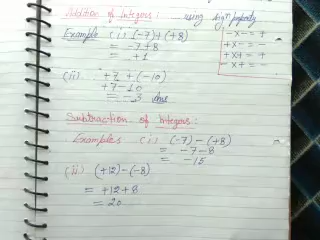 Addition of Integers : using sign property
Example (i) (-7) + (+8)
= -7+8
= +1
- x - = +
+ x - = -
+ x + = +
- x + = -
(ii) +7 + (-10)
+7-10
= -3 Ans
Subtraction of Integers:
Examples (i) (-7) - (+8)
= -7-8
= -15
(ii) (+12) - (-8)
= +12+8
= 20